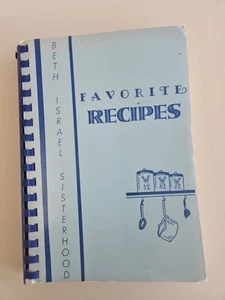 BETH ISRAEL SISTERHOOD
FAVORITE
RECIPES